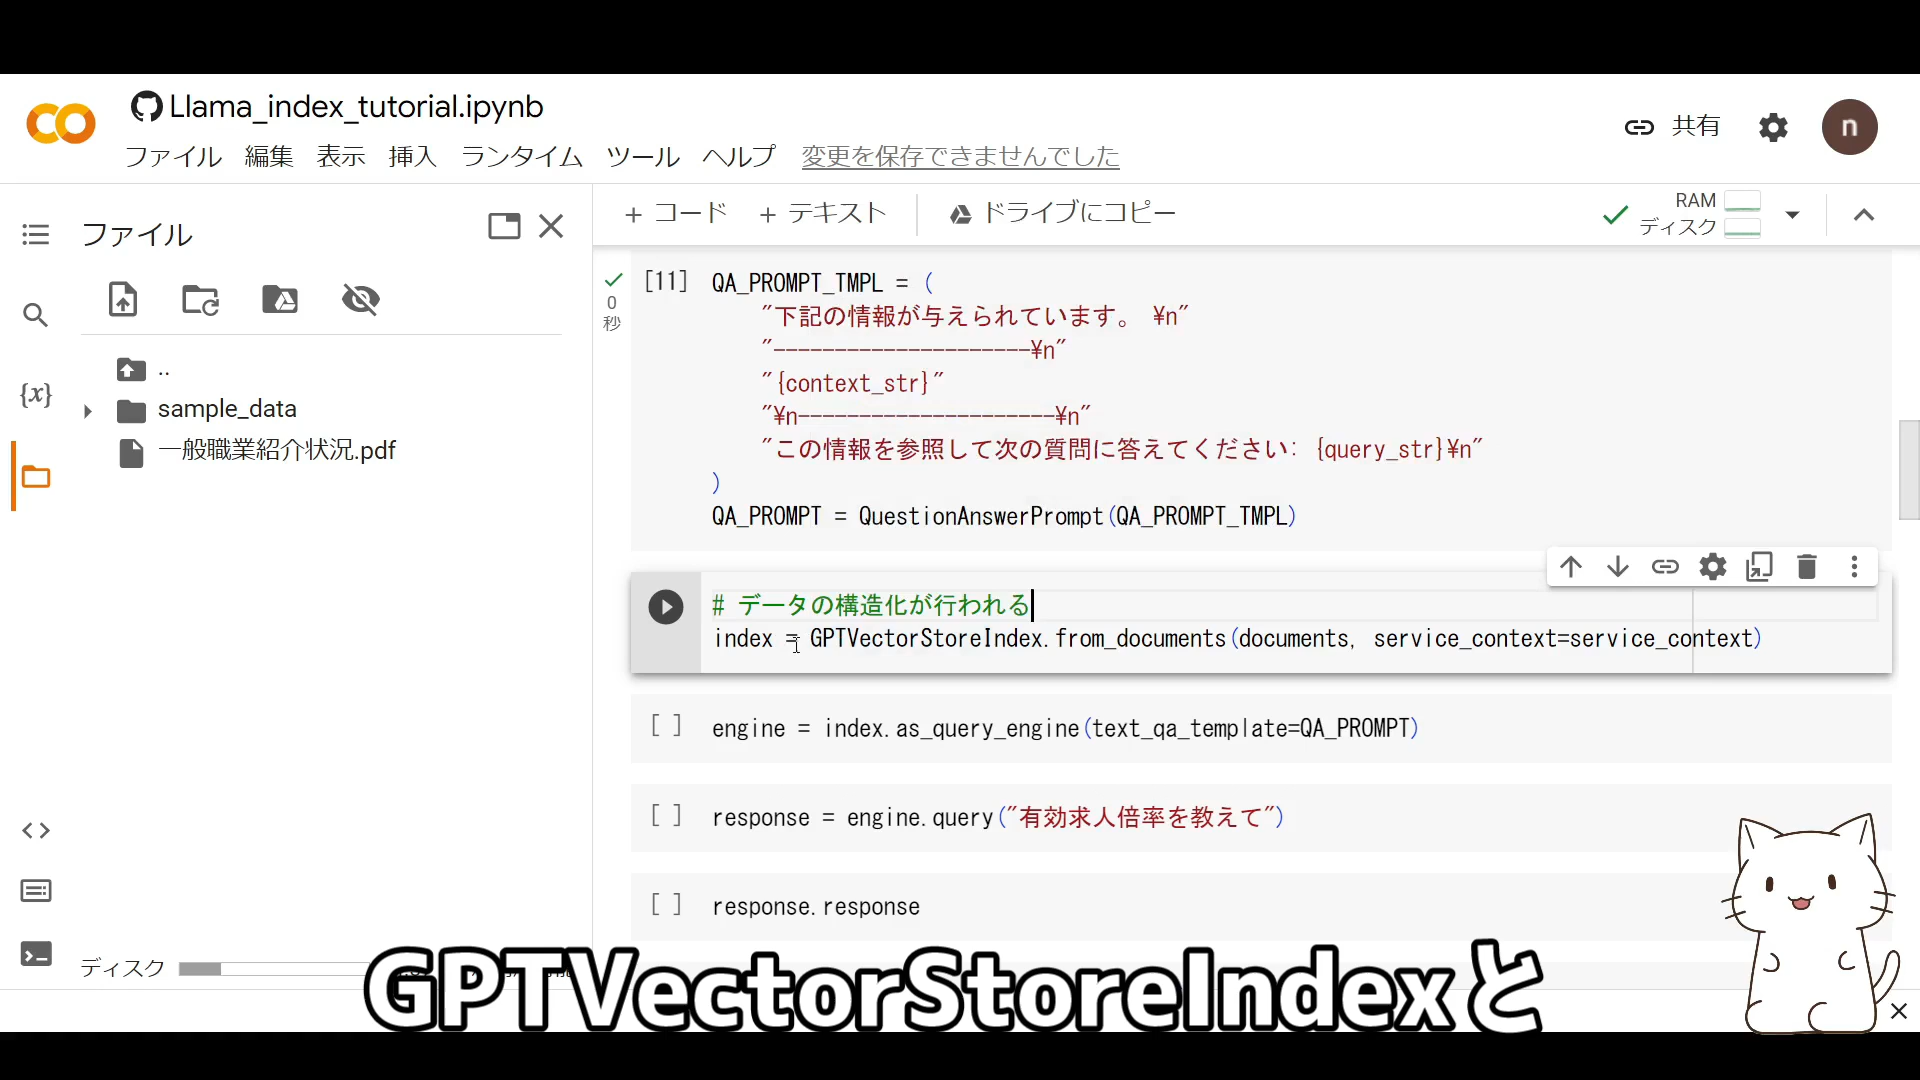 Llama_index_tutorial.ipynb
ファイル 編集 表示 挿入 ランタイム ツール ヘルプ 変更を保存できませんでした
共有
n
+ コード + テキスト ドライブにコピー
RAM
ディスク
ファイル
..
sample_data
一般職業紹介状況.pdf
{x}
ディスク
[11]
0
秒
QA_PROMPT_TMPL = (
"下記の情報が与えられています。 ¥n"
"---------------------¥n"
"{context_str}"
"¥n---------------------¥n"
"この情報を参照して次の質問に答えてください: {query_str}¥n"
)
QA_PROMPT = QuestionAnswerPrompt(QA_PROMPT_TMPL)
# データの構造化が行われる
index = GPTVectorStoreIndex.from_documents(documents, service_context=service_context)
[ ] engine = index.as_query_engine(text_qa_template=QA_PROMPT)
[ ] response = engine.query("有効求人倍率を教えて")
[ ] response.response
GPTVectorStoreIndexと